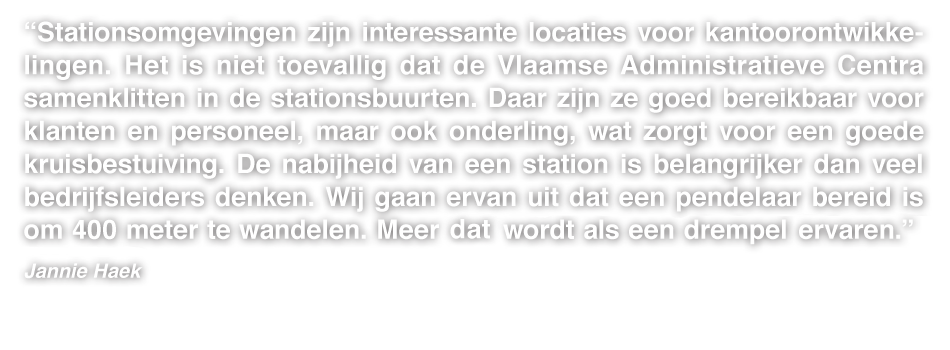 “Stationsomgevingen zijn interessante locaties voor kantoorontwikke-
lingen. Het is niet toevallig dat de Vlaamse Administratieve Centra
samenklitten in de stationsbuurten. Daar zijn ze goed bereikbaar voor
klanten en personeel, maar ook onderling, wat zorgt voor een goede
kruisbestuiving. De nabijheid van een station is belangrijker dan veel
bedrijfsleiders denken. Wij gaan ervan uit dat een pendelaar bereid is
om 400 meter te wandelen. Meer dat wordt als een drempel ervaren.”
Jannie Haek